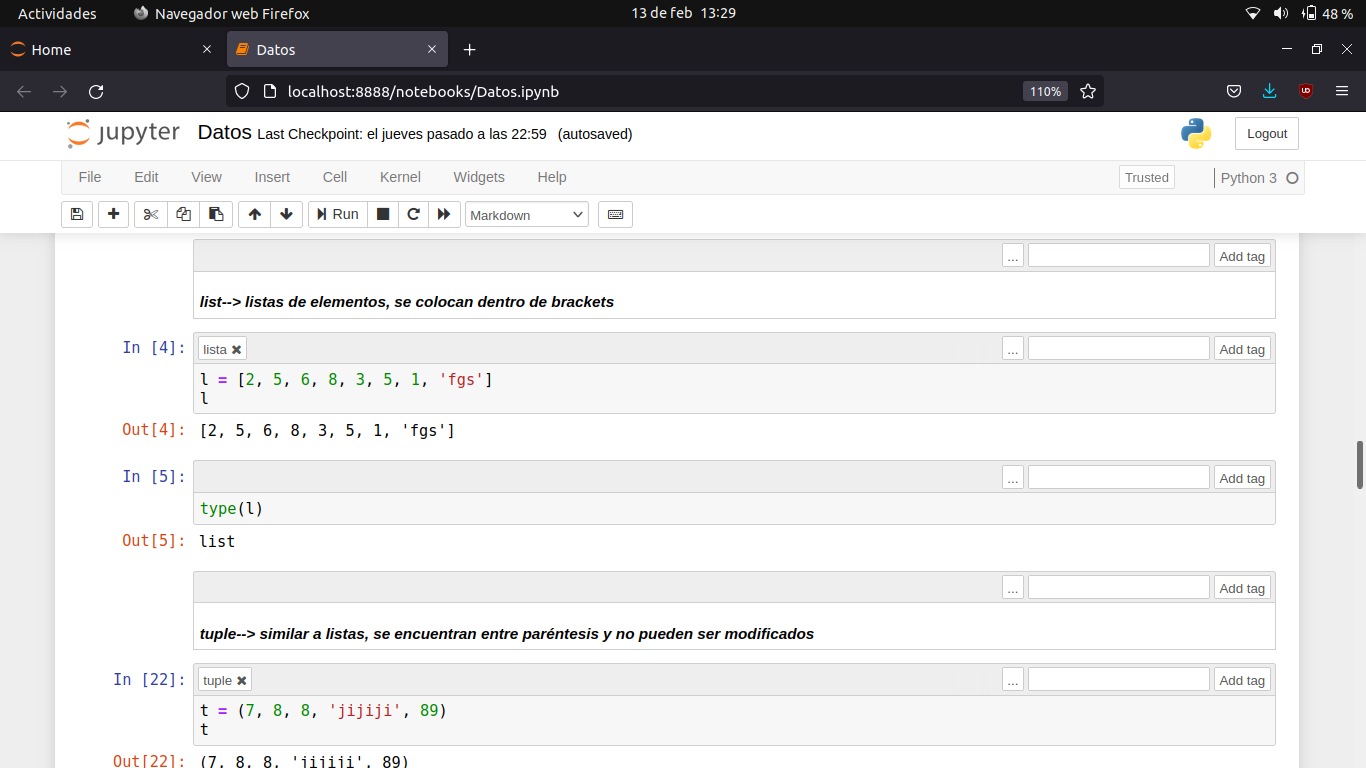 Actividades Navegador web Firefox 13 de feb 13:29 48 %
Home Datos
localhost:8888/notebooks/Datos.ipynb 110%
jupyter Datos Last Checkpoint: el jueves pasado a las 22:59 (autosaved) Logout
File Edit View Insert Cell Kernel Widgets Help Trusted Python 3
Run Markdown
... Add tag
list--> listas de elementos, se colocan dentro de brackets
In [4]: lista ... Add tag
l = [2, 5, 6, 8, 3, 5, 1, 'fgs']
l
Out[4]: [2, 5, 6, 8, 3, 5, 1, 'fgs']
In [5]: ... Add tag
type(l)
Out[5]: list
... Add tag
tuple--> similar a listas, se encuentran entre paréntesis y no pueden ser modificados
In [22]: tuple ... Add tag
t = (7, 8, 8, 'jijiji', 89)
t
Out[22]: (7, 8, 8, 'jijiji', 89)